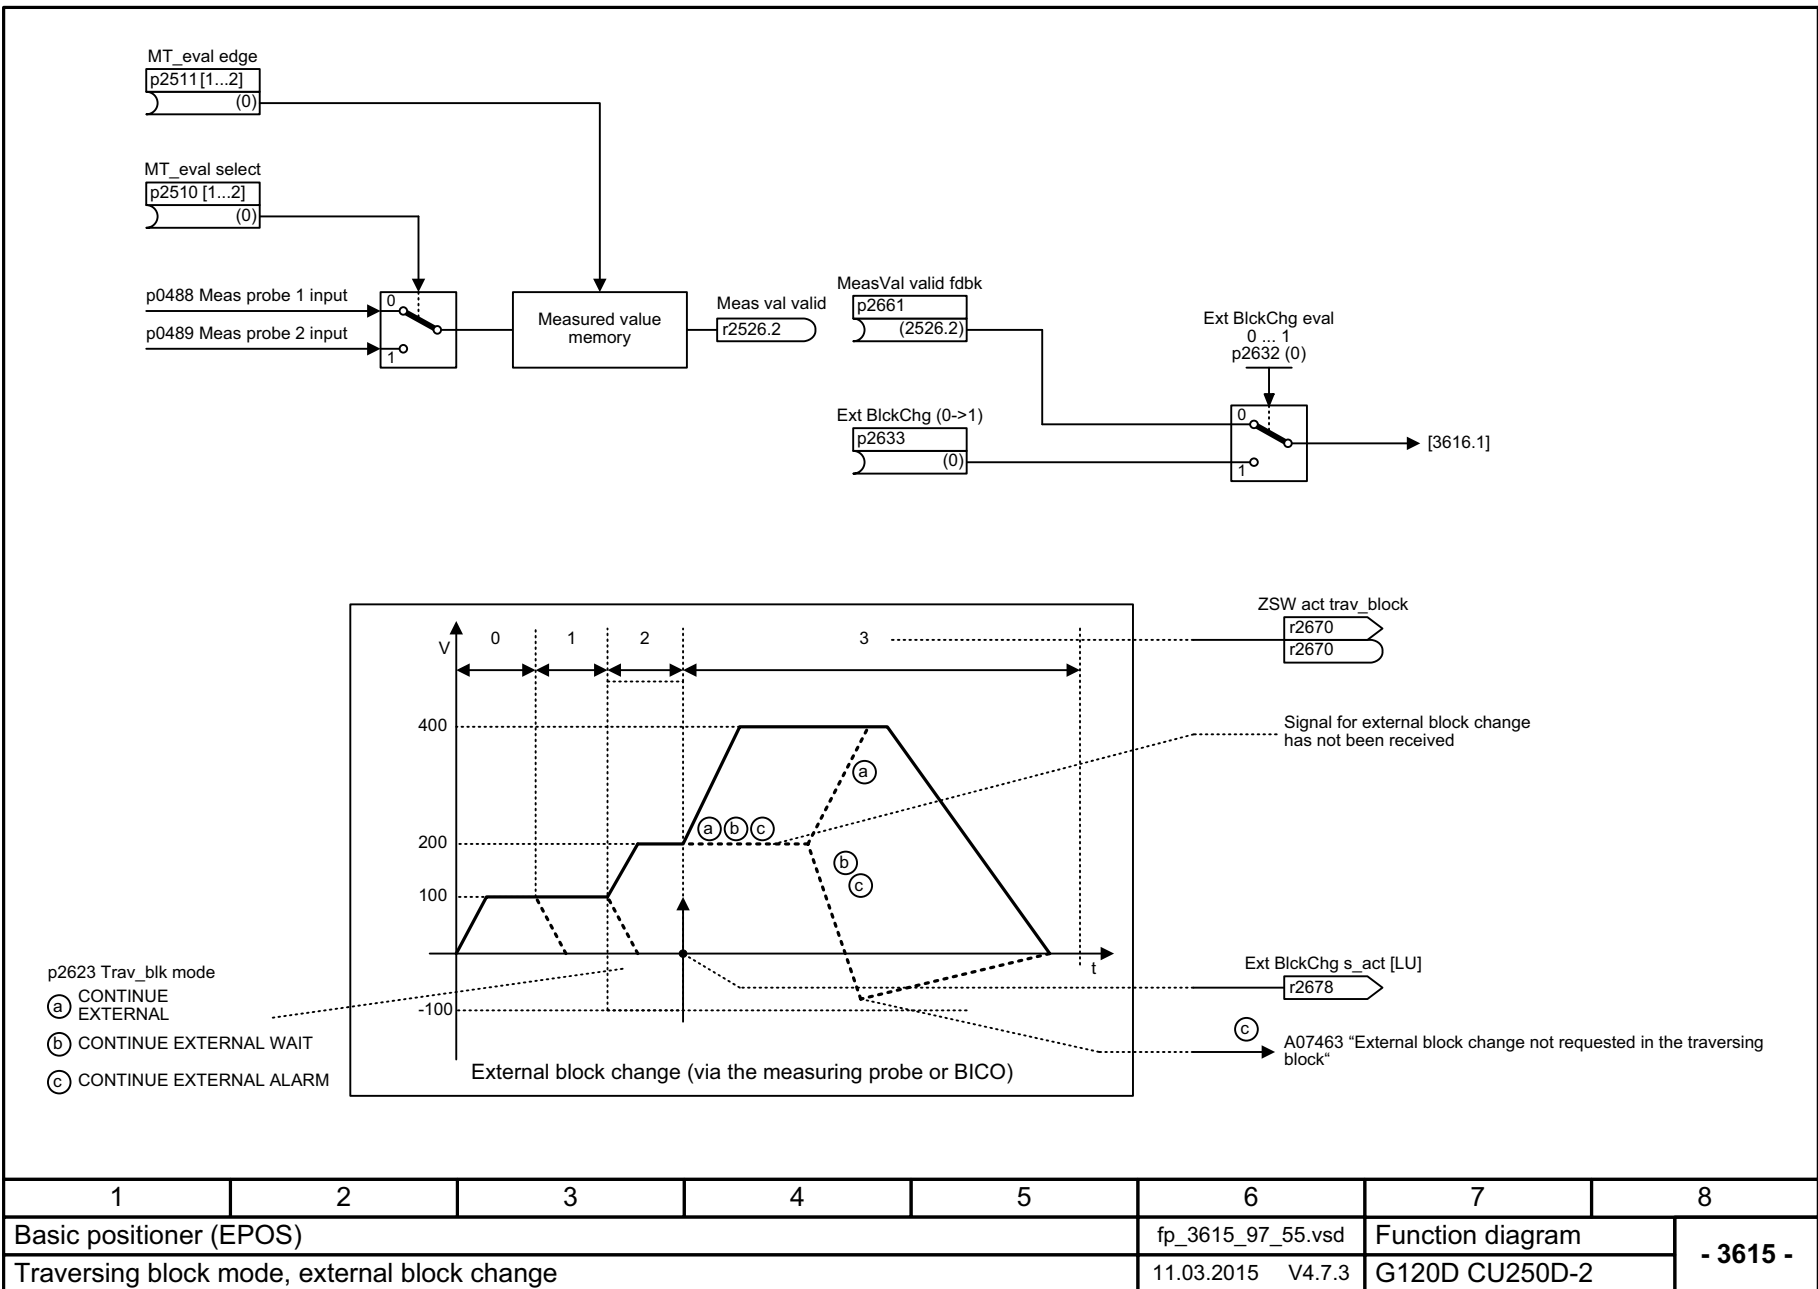 MT_eval edge
p2511[1...2]
(0)
MT_eval select
p2510 [1...2]
(0)
p0488 Meas probe 1 input
p0489 Meas probe 2 input
0
1
Measured value
memory
Meas val valid
r2526.2
MeasVal valid fdbk
p2661
(2526.2)
Ext BlckChg (0->1)
p2633
(0)
Ext BlckChg eval
0 ... 1
p2632 (0)
0
1
[3616.1]
V
0
1
2
3
400
200
100
-100
t
a
a b c
b
c
External block change (via the measuring probe or BICO)
ZSW act trav_block
r2670
r2670
Signal for external block change
has not been received
Ext BlckChg s_act [LU]
r2678
c
A07463 “External block change not requested in the traversing
block“
p2623 Trav_blk mode
a CONTINUE
EXTERNAL
b CONTINUE EXTERNAL WAIT
c CONTINUE EXTERNAL ALARM
1 2 3 4 5 6 7 8
Basic positioner (EPOS)
fp_3615_97_55.vsd
Function diagram
- 3615 -
Traversing block mode, external block change
11.03.2015 V4.7.3
G120D CU250D-2